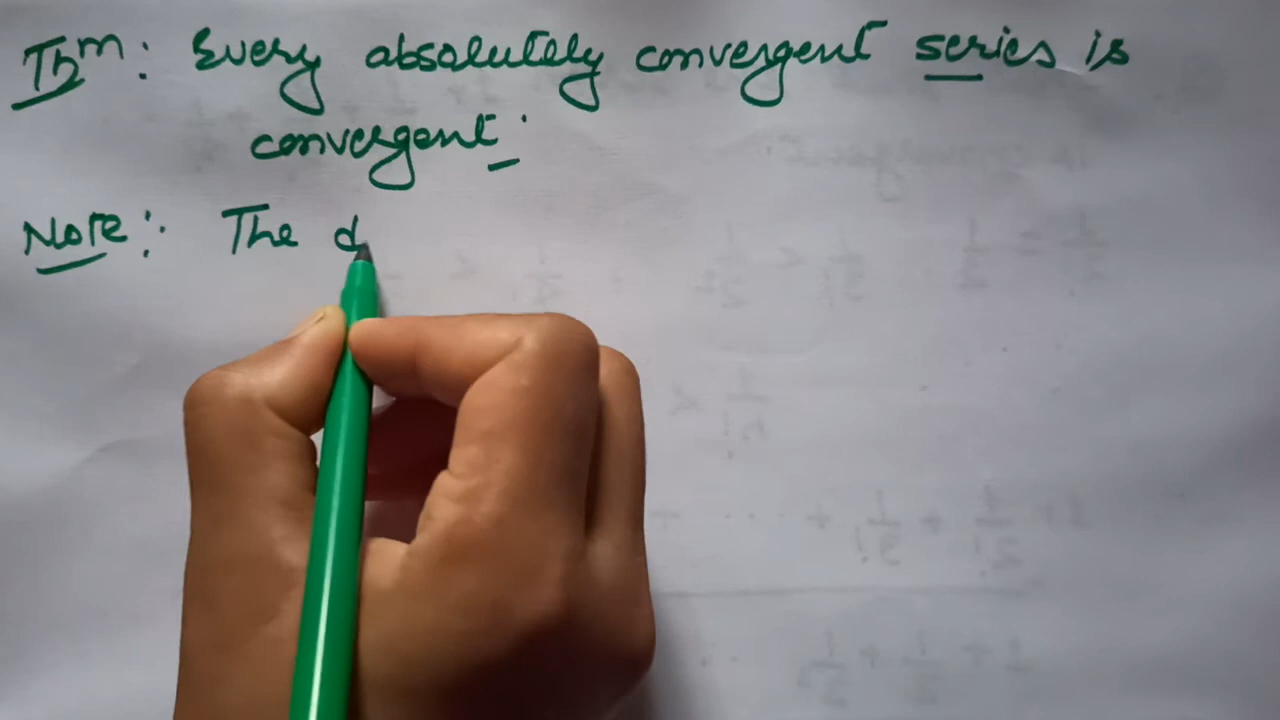 Thm: Every absolutely convergent series is
convergent.
Note: The d